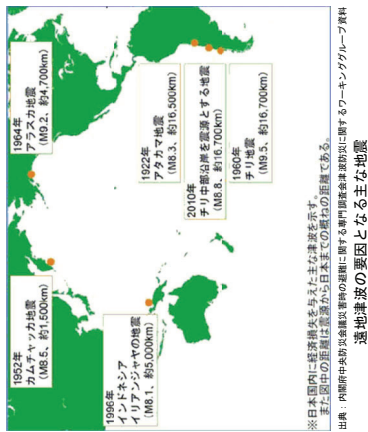 1964年
アラスカ地震
（M9.2、約4,700km）
1952年
カムチャッカ地震
（M8.5、約1,500km）
1922年
アタカマ地震
（M8.3、約16,500km）
2010年
チリ中部沿岸を震源とする地震
（M8.8、約16,700km）
1960年
チリ地震
（M9.5、約16,700km）
1996年
インドネシア
イリアンジャヤの地震
（M8.1、約5,000km）
※日本国内に経済損失を与えた主な津波を示す。
また図中の距離は震源から日本までの概ねの距離である。
出典：内閣府中央防災会議災害時の避難に関する専門調査会津波防災に関するワーキンググループ資料
遠地津波の要因となる主な地震